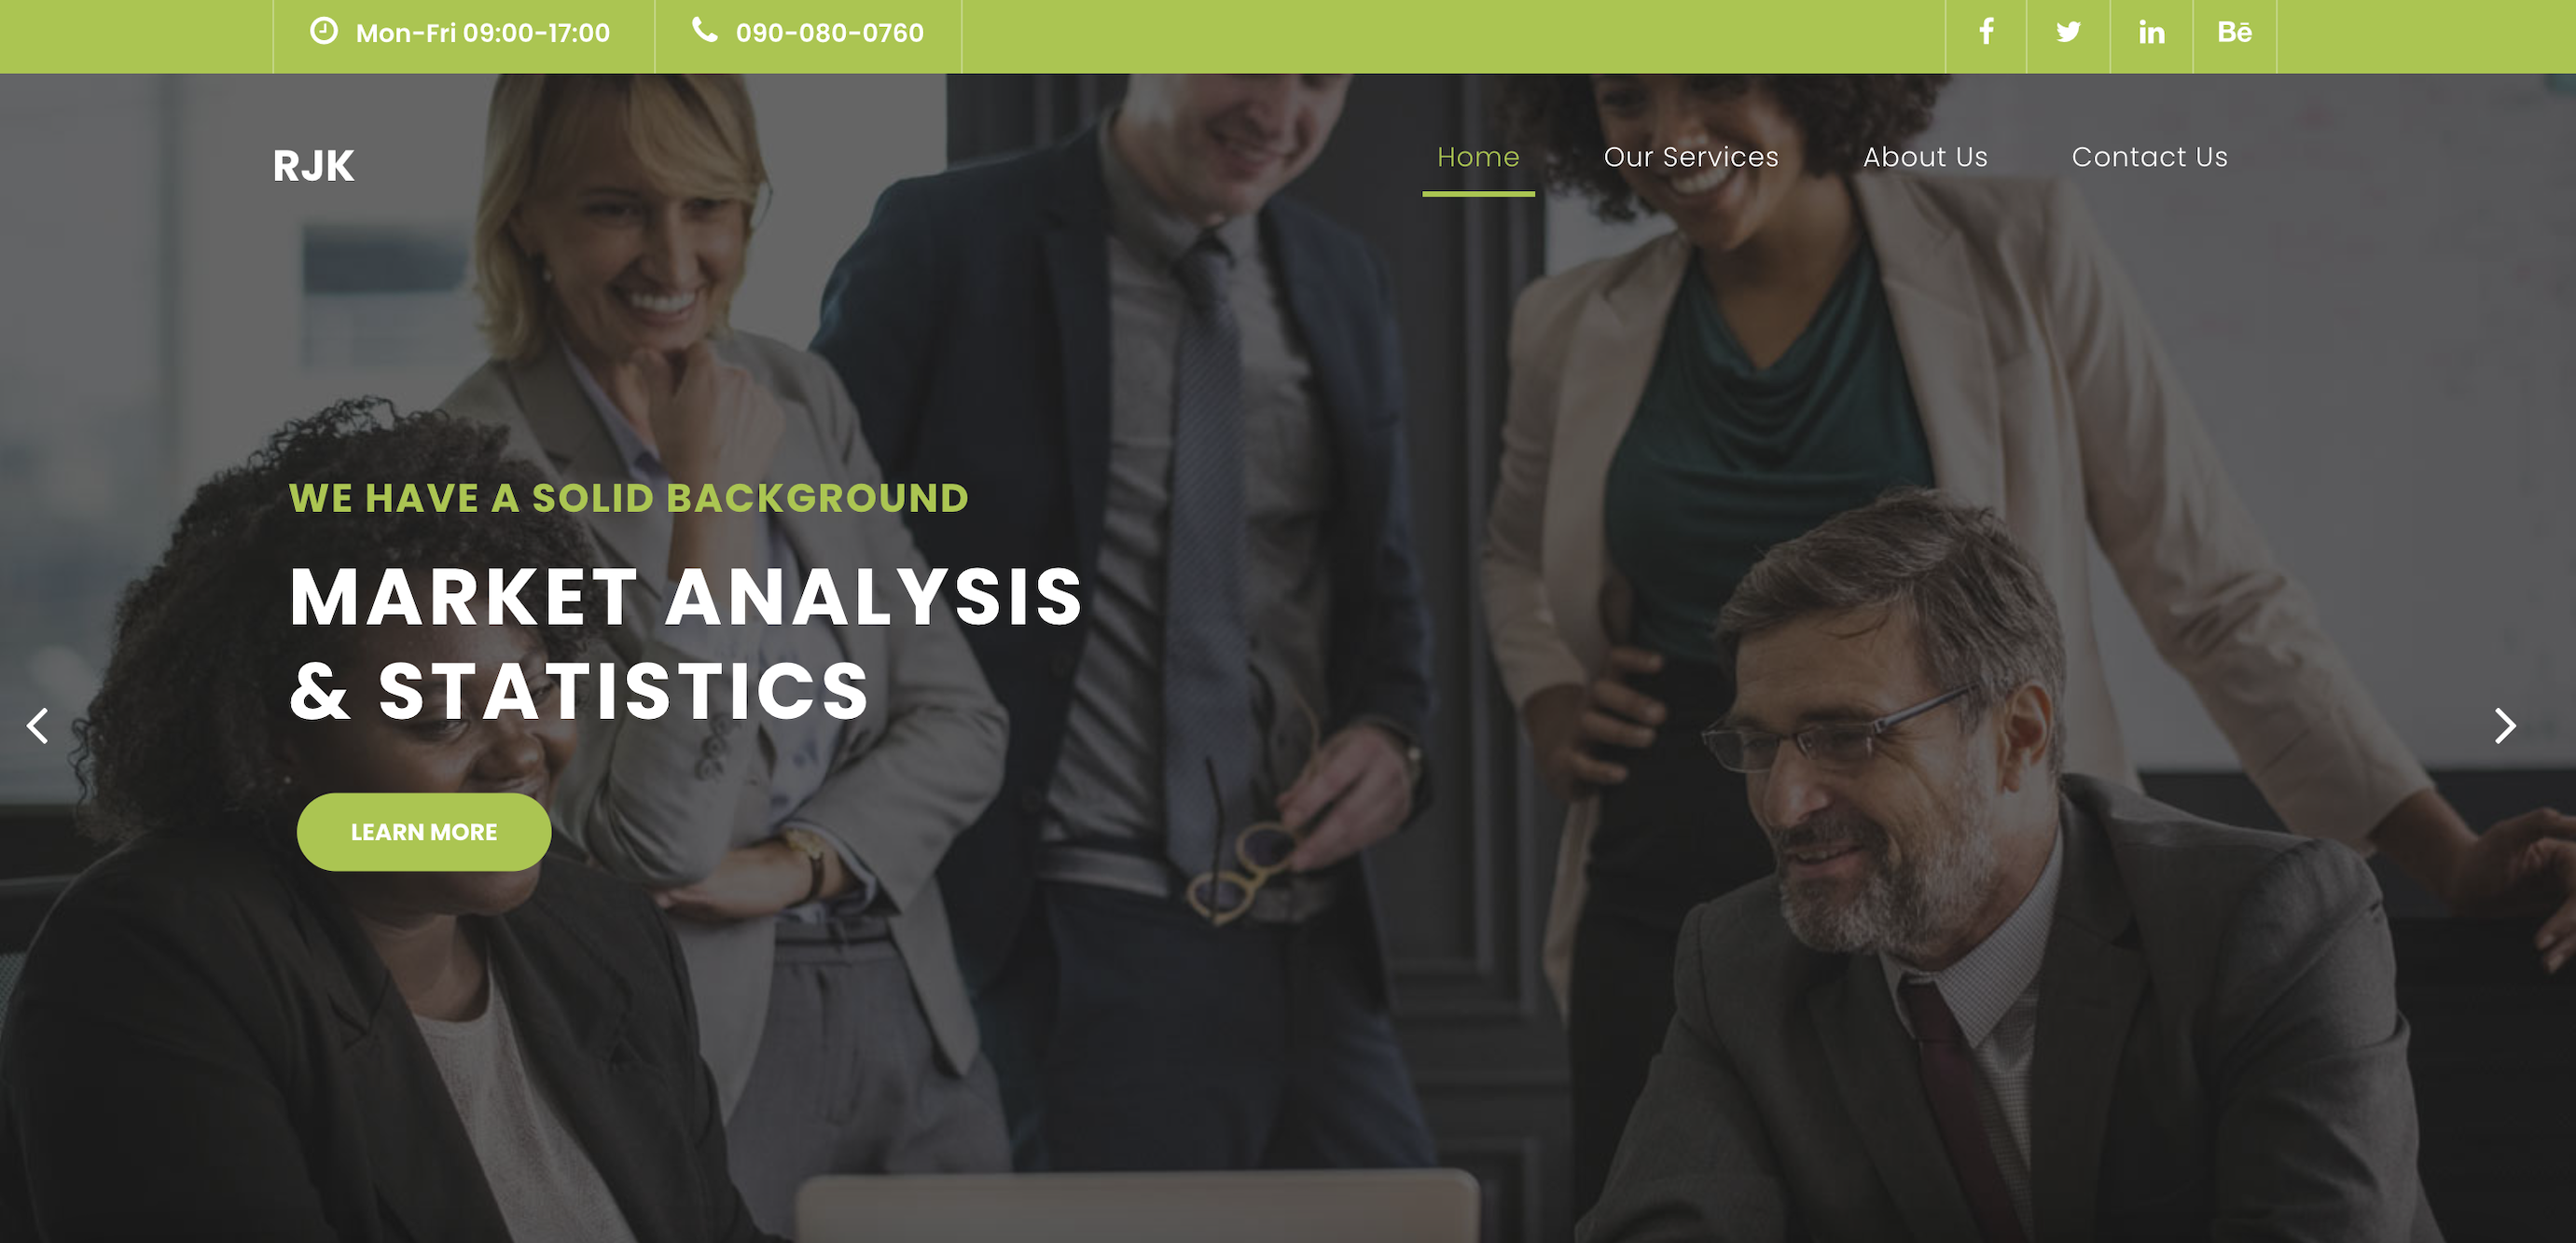 Mon-Fri 09:00-17:00
090-080-0760
Bē
RJK
Home
Our Services
About Us
Contact Us
WE HAVE A SOLID BACKGROUND
MARKET ANALYSIS
& STATISTICS
LEARN MORE